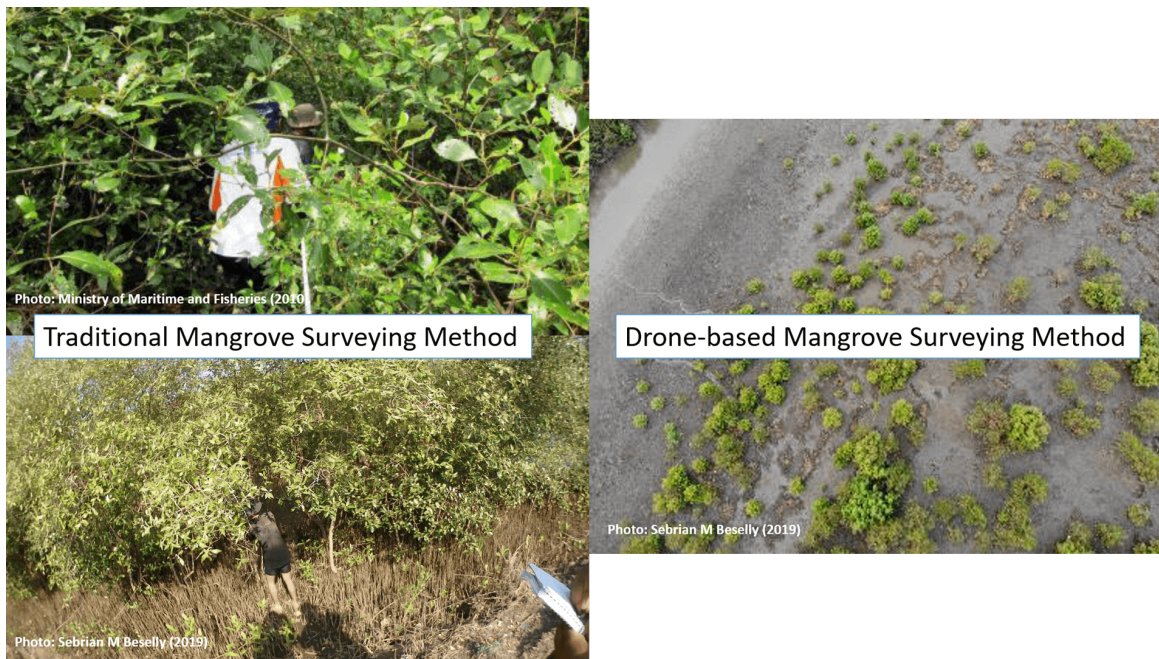 Photo: Ministry of Maritime and Fisheries (2010
Traditional Mangrove Surveying Method
Photo: Sebrian M Beselly (2019)
Drone-based Mangrove Surveying Method
Photo: Sebrian M Beselly (2019)